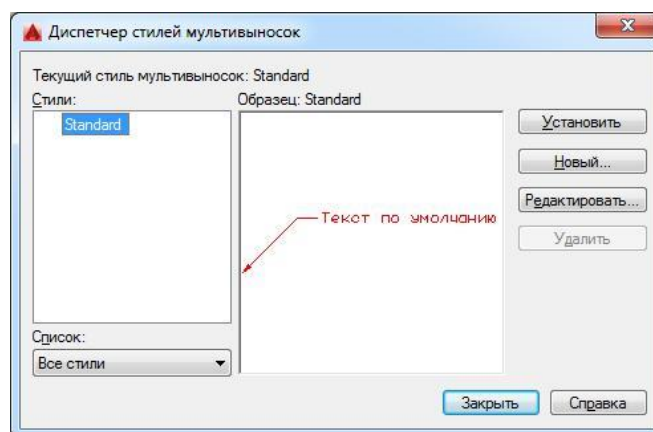 Диспетчер стилей мультивыносок
Текущий стиль мультивыносок: Standard
Стили:
Standard
Образец: Standard
Текст по умолчанию
Установить
Новый...
Редактировать...
Удалить
Список:
Все стили
Закрыть
Справка